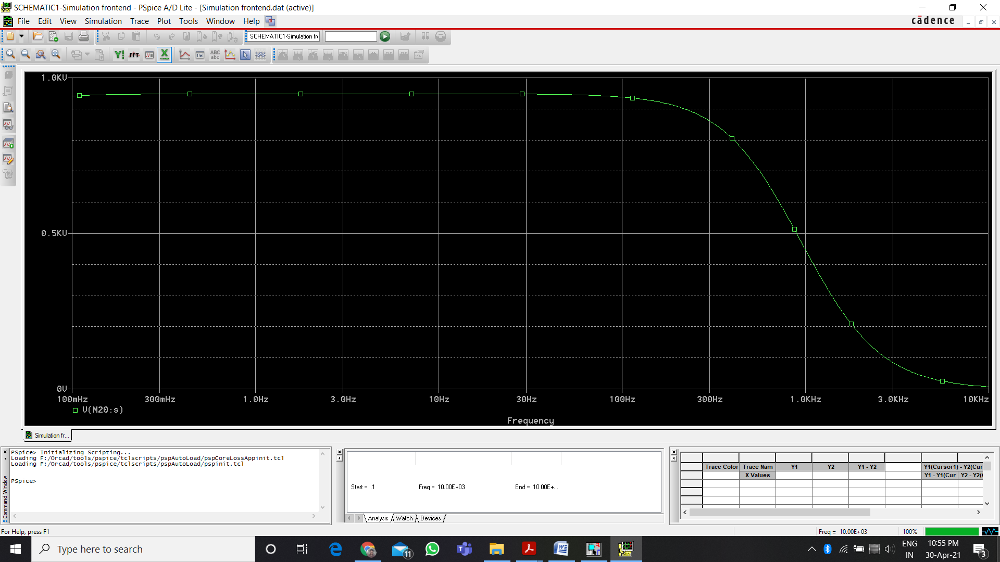 SCHEMATIC1-Simulation frontend - PSpice A/D Lite - [Simulation frontend.dat (active)]
File Edit View Simulation Trace Plot Tools Window Help
cādence
SCHEMATIC1-Simulation fr
FFT
ABC
abc
1.0KV
0.5KV
0V
100mHz 300mHz 1.0Hz 3.0Hz 10Hz 30Hz 100Hz 300Hz 1.0KHz 3.0KHz 10KHz
V(M20:s)
Frequency
Simulation fr...
Command Window
PSpice> Initializing Scripting...
Loading F:/Orcad/tools/pspice/tclscripts/pspAutoLoad/pspCoreLossAppinit.tcl
Loading F:/Orcad/tools/pspice/tclscripts/pspAutoLoad/pspinit.tcl
PSpice>
Start = .1 Freq = 10.00E+03 End = 10.00E+...
Analysis Watch Devices
Trace Color Trace Nam Y1 Y2 Y1 - Y2 Y1(Cursor1) - Y2(Cur
X Values Y1 - Y1(Cur Y2 - Y2(
For Help, press F1
Freq = 10.00E+03 100%
Type here to search
11
ENG
IN
10:55 PM
30-Apr-21
3